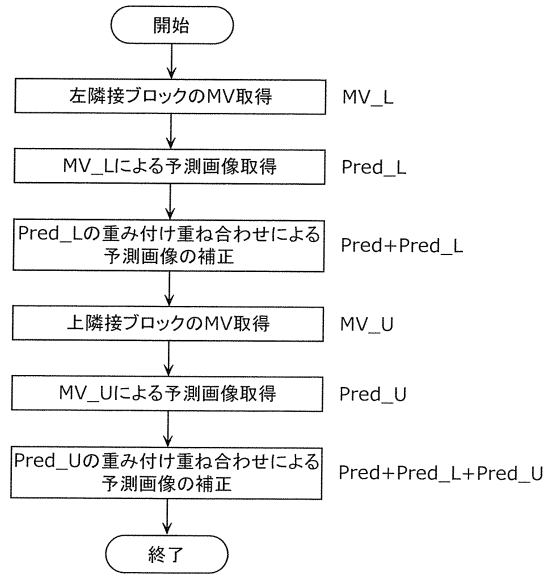 開始
左隣接ブロックのMV取得 MV_L
MV_Lによる予測画像取得 Pred_L
Pred_Lの重み付け重ね合わせによる
予測画像の補正 Pred+Pred_L
上隣接ブロックのMV取得 MV_U
MV_Uによる予測画像取得 Pred_U
Pred_Uの重み付け重ね合わせによる
予測画像の補正 Pred+Pred_L+Pred_U
終了